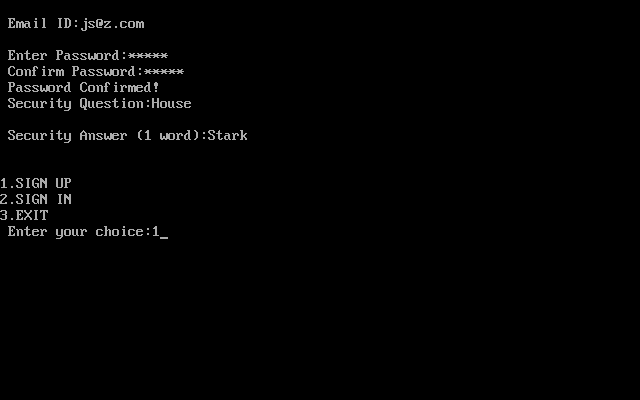 Email ID:js@z.com
Enter Password:*****
Confirm Password:*****
Password Confirmed!
Security Question:House
Security Answer (1 word):Stark
1.SIGN UP
2.SIGN IN
3.EXIT
Enter your choice:1_